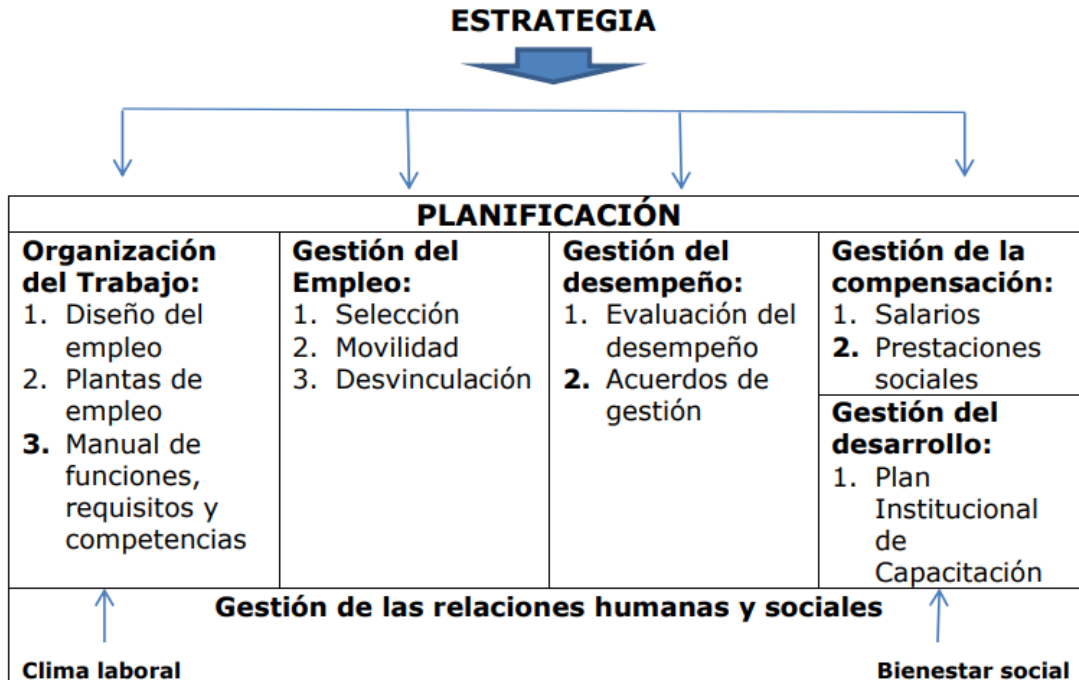 ESTRATEGIA
PLANIFICACIÓN
Organización
del Trabajo:
1. Diseño del
empleo
2. Plantas de
empleo
3. Manual de
funciones,
requisitos y
competencias
Gestión del
Empleo:
1. Selección
2. Movilidad
3. Desvinculación
Gestión del
desempeño:
1. Evaluación del
desempeño
2. Acuerdos de
gestión
Gestión de la
compensación:
1. Salarios
2. Prestaciones
sociales
Gestión del
desarrollo:
1. Plan
Institucional
de
Capacitación
Gestión de las relaciones humanas y sociales
Clima laboral
Bienestar social